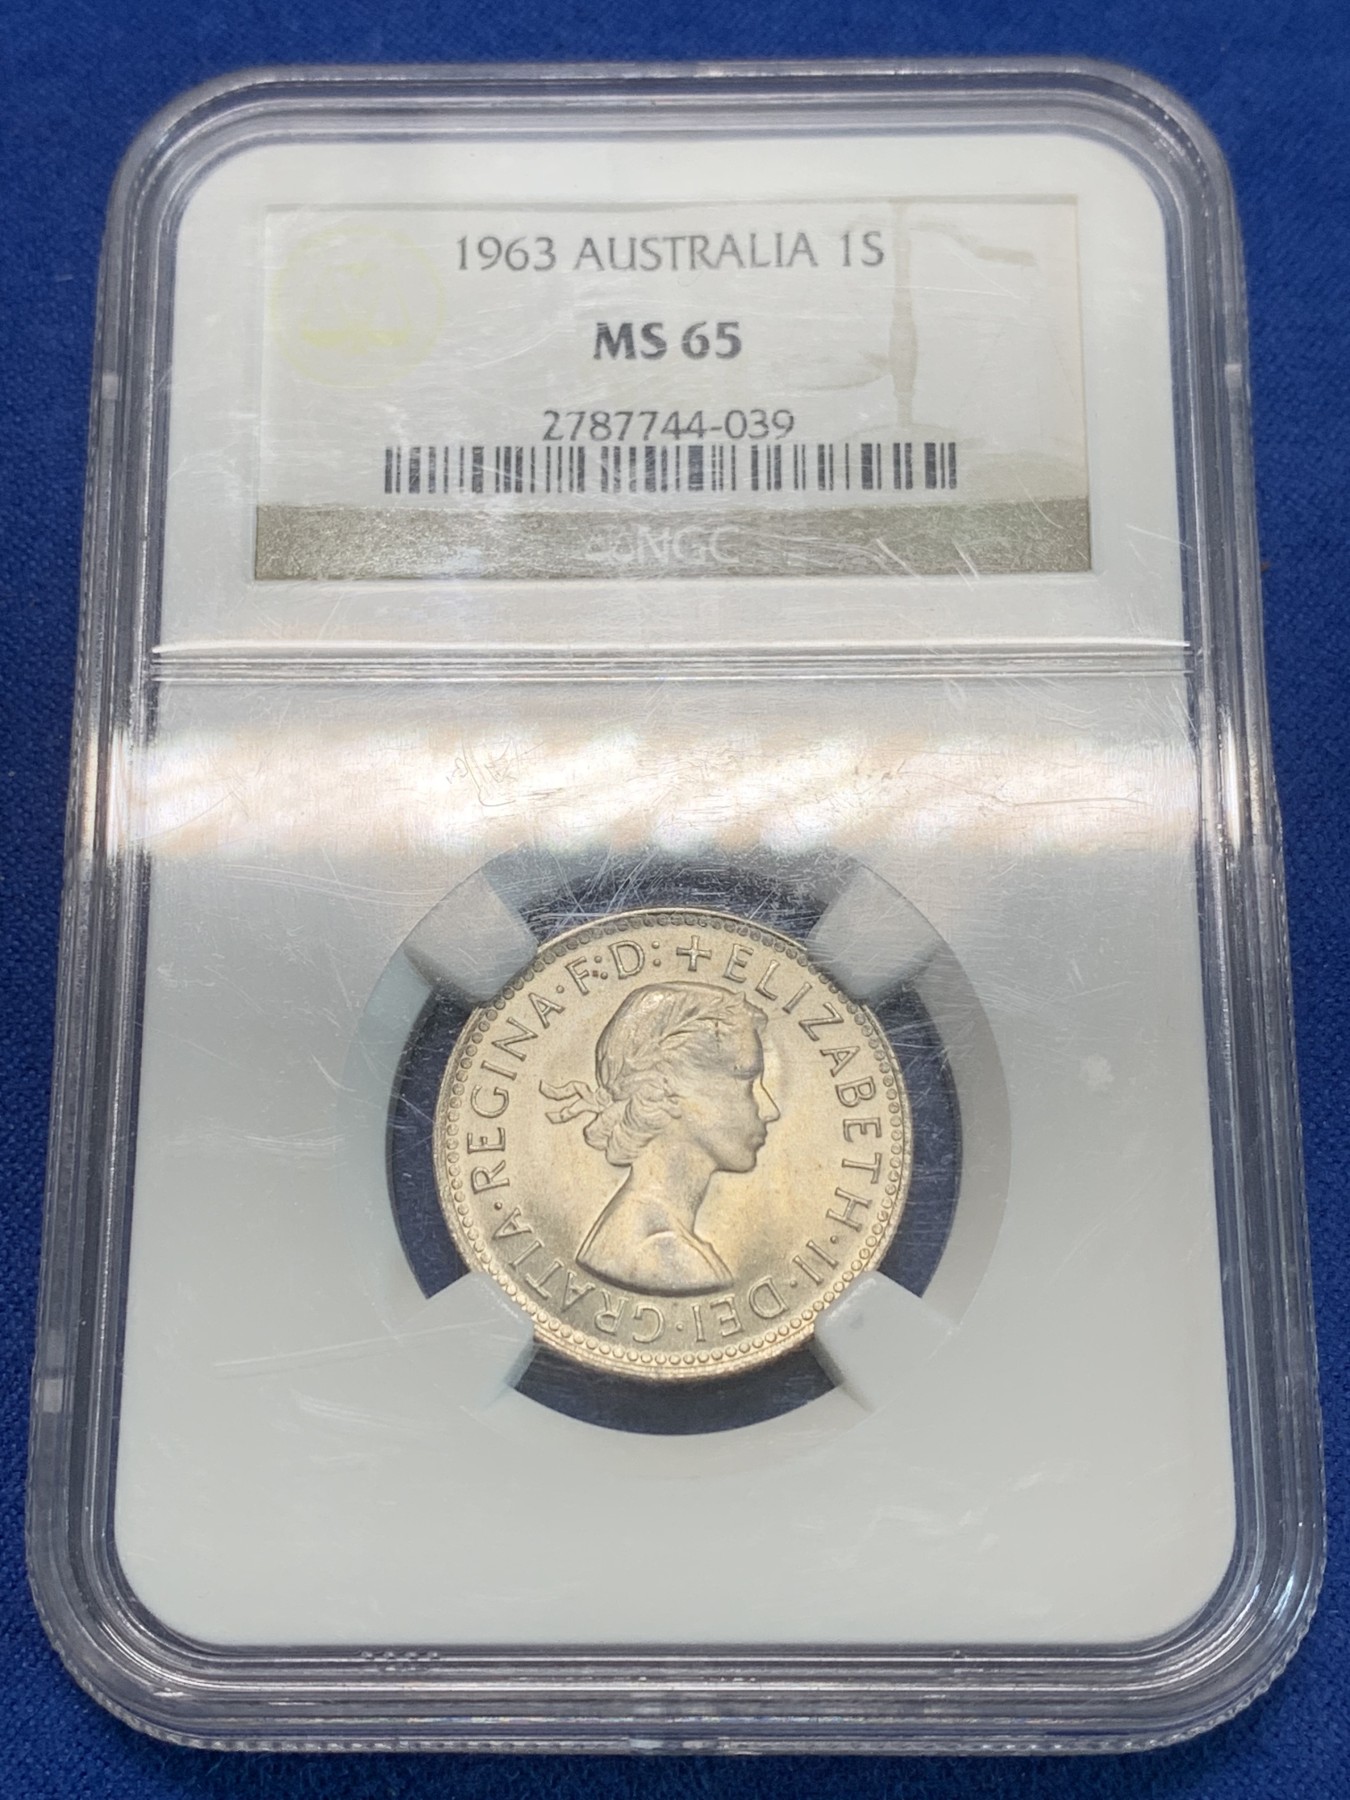 1963 AUSTRALIA 1S
MS 65
2787744-039
NGC
+ELIZABETH·II·DEI·GRATIA·REGINA·F:D: